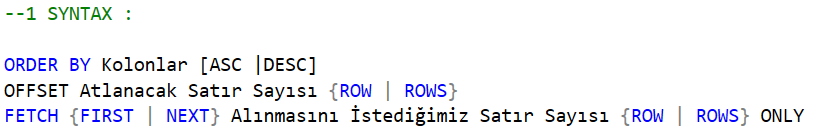 --1 SYNTAX :
ORDER BY Kolonlar [ASC |DESC]
OFFSET Atlanacak Satır Sayısı {ROW | ROWS}
FETCH {FIRST | NEXT} Alınmasını İstediğimiz Satır Sayısı {ROW | ROWS} ONLY